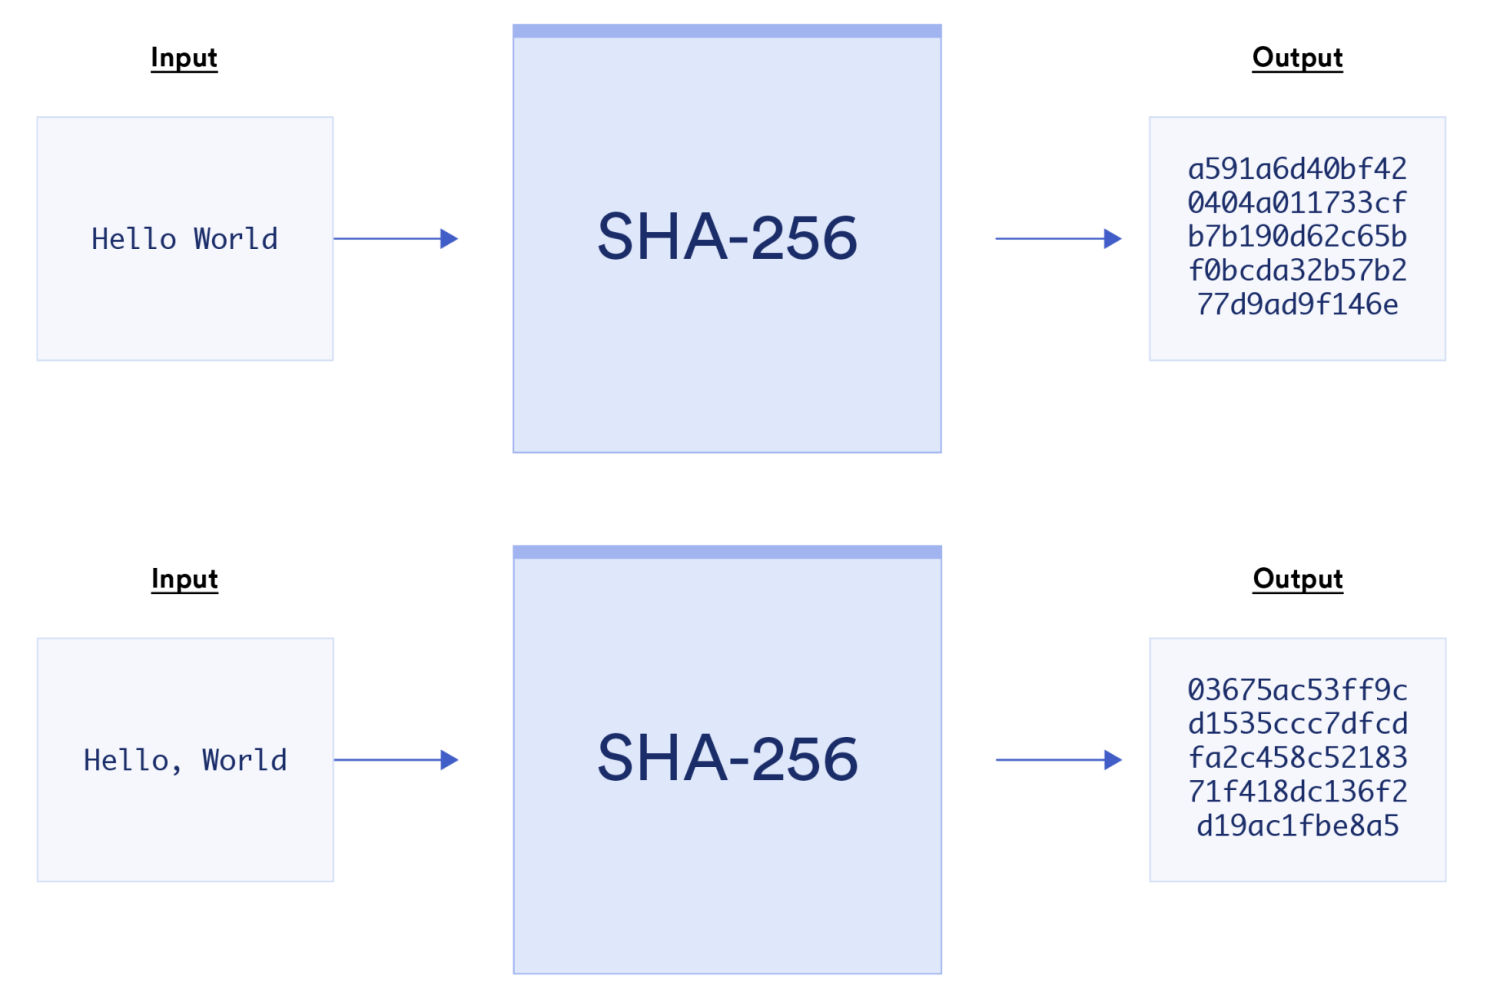 Input
Output
Hello World
SHA-256
a591a6d40bf42
0404a011733cf
b7b190d62c65b
f0bcda32b57b2
77d9ad9f146e
Input
Output
Hello, World
SHA-256
03675ac53ff9c
d1535ccc7dfcd
fa2c458c52183
71f418dc136f2
d19ac1fbe8a5